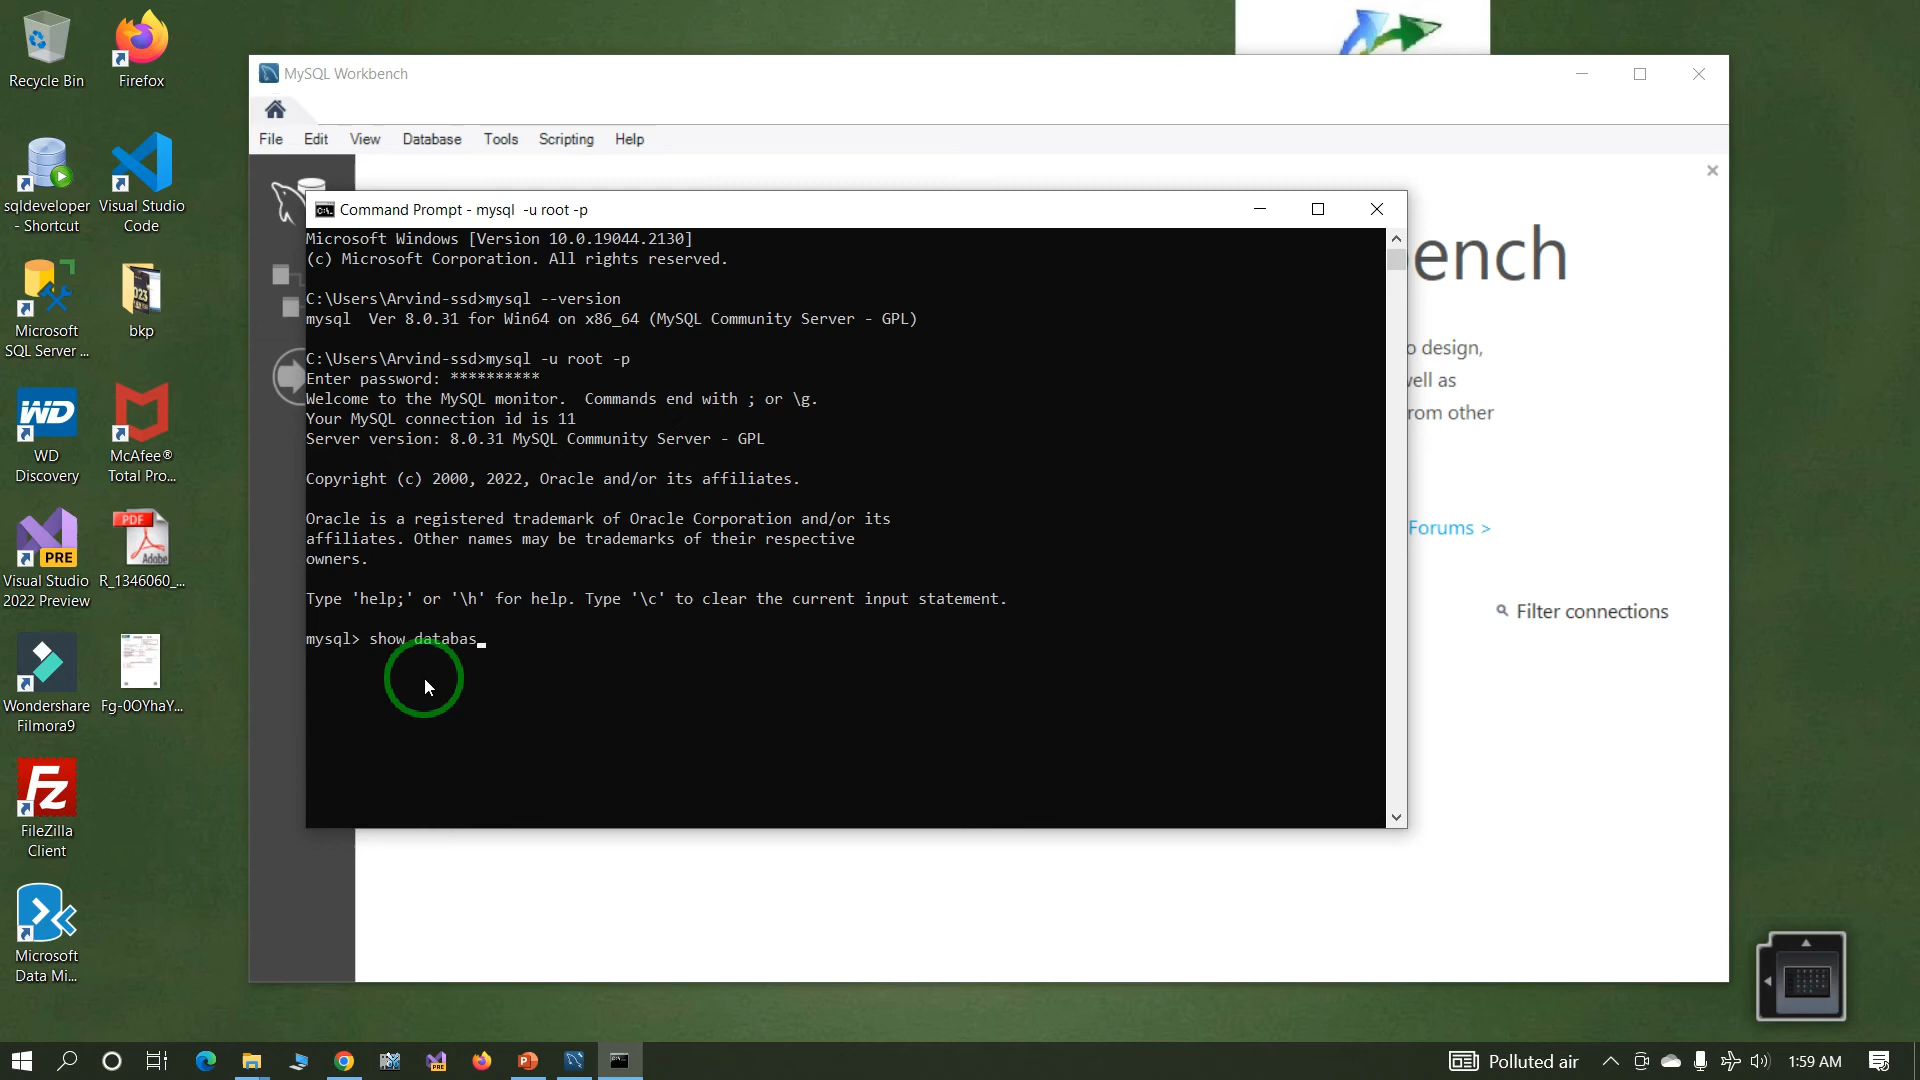 Recycle Bin
Firefox
sqldeveloper
- Shortcut
Visual Studio
Code
Microsoft
SQL Server ...
bkp
WD
WD
Discovery
McAfee®
Total Pro...
PRE
Visual Studio
2022 Preview
PDF
Adobe
R_1346060_...
Wondershare
Filmora9
Fg-0OYhaY...
Fz
FileZilla
Client
Microsoft
Data Mi...
MySQL Workbench
File Edit View Database Tools Scripting Help
ench
o design,
well as
rom other
Forums >
Filter connections
Command Prompt - mysql  -u root -p
Microsoft Windows [Version 10.0.19044.2130]
(c) Microsoft Corporation. All rights reserved.
C:\Users\Arvind-ssd>mysql --version
mysql  Ver 8.0.31 for Win64 on x86_64 (MySQL Community Server - GPL)
C:\Users\Arvind-ssd>mysql -u root -p
Enter password: **********
Welcome to the MySQL monitor.  Commands end with ; or \g.
Your MySQL connection id is 11
Server version: 8.0.31 MySQL Community Server - GPL
Copyright (c) 2000, 2022, Oracle and/or its affiliates.
Oracle is a registered trademark of Oracle Corporation and/or its
affiliates. Other names may be trademarks of their respective
owners.
Type 'help;' or '\h' for help. Type '\c' to clear the current input statement.
mysql> show databas_
PRE
Polluted air
1:59 AM